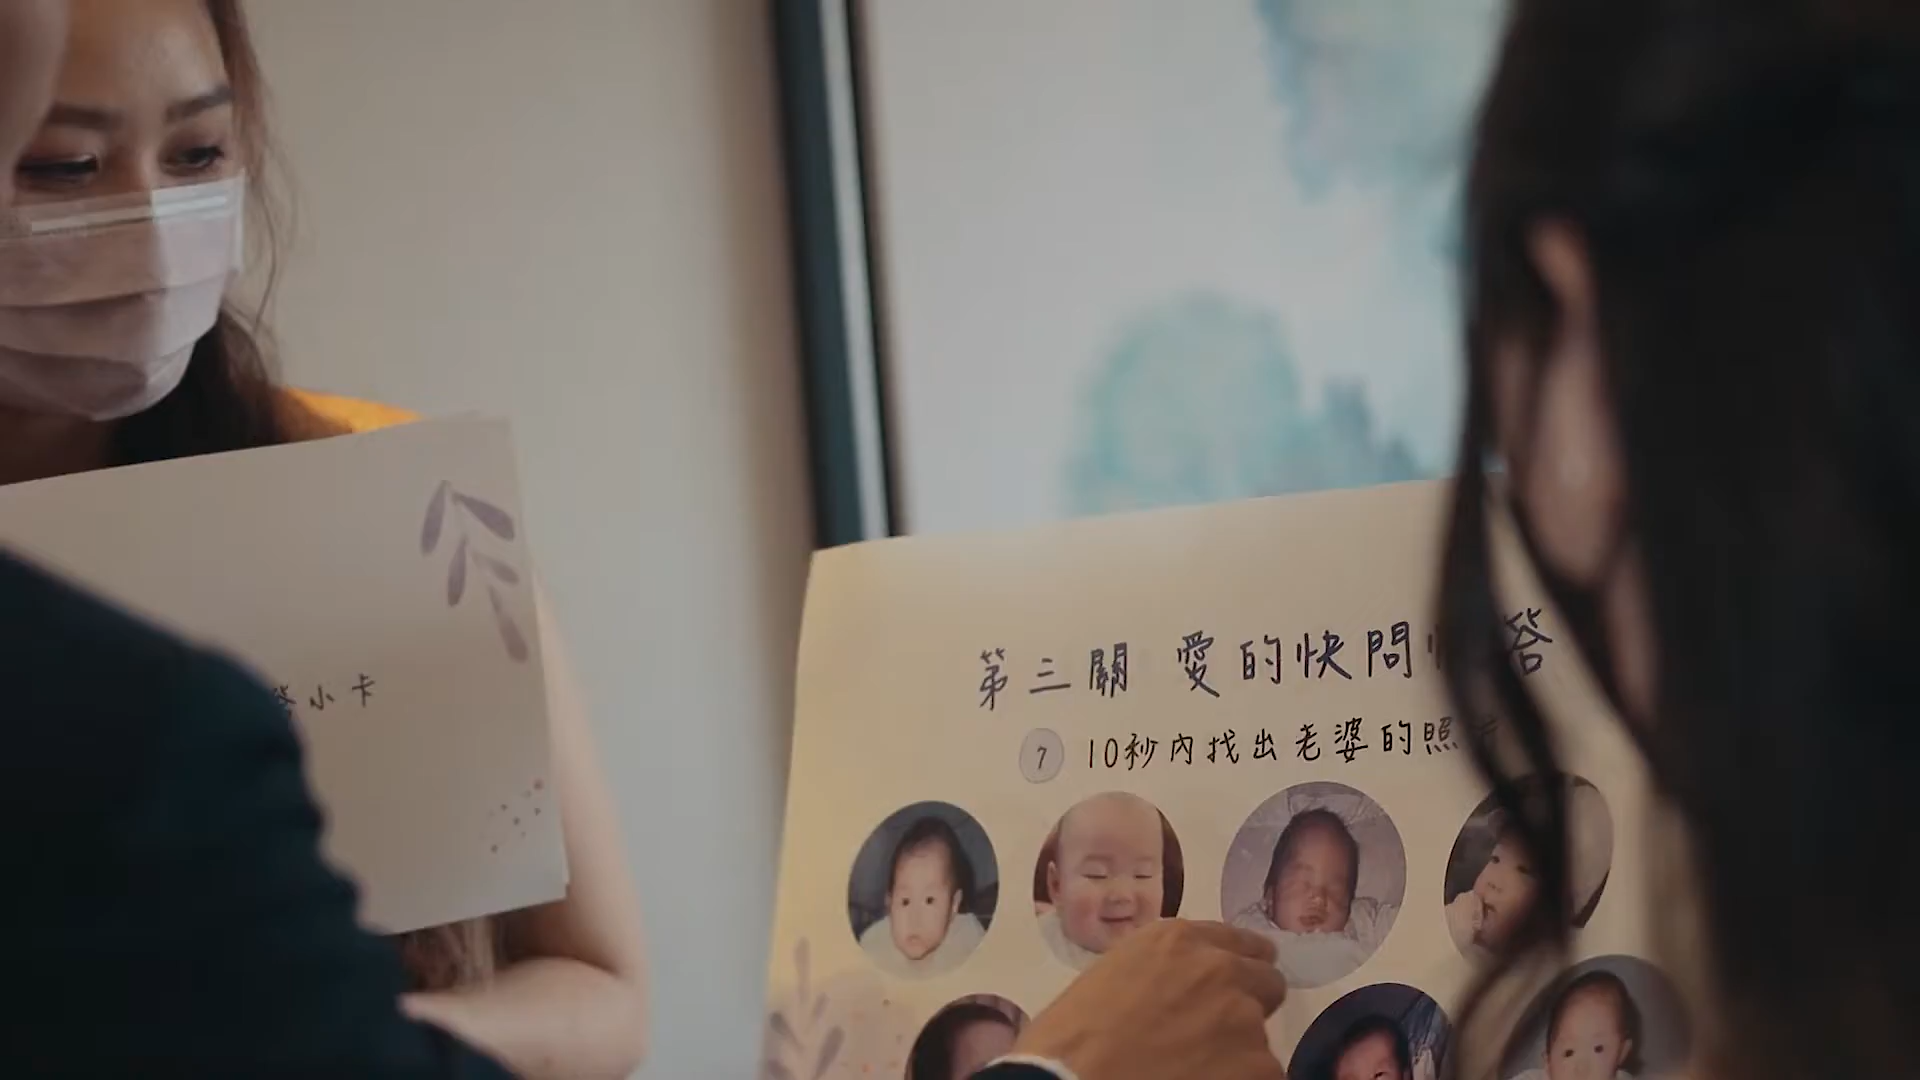 小卡
第三關 愛的快問 答
7 10秒內找出老婆的照